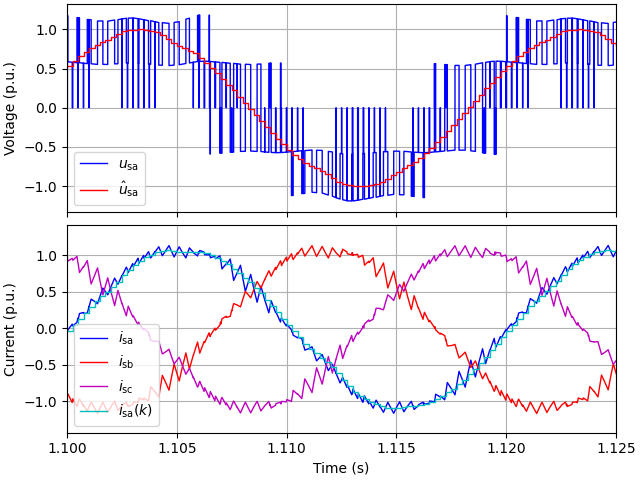 1.0
0.5
0.0
−0.5
−1.0
Voltage (p.u.)
u_sa
û_sa
1.0
0.5
0.0
−0.5
−1.0
Current (p.u.)
i_sa
i_sb
i_sc
i_sa(k)
1.100 1.105 1.110 1.115 1.120 1.125
Time (s)